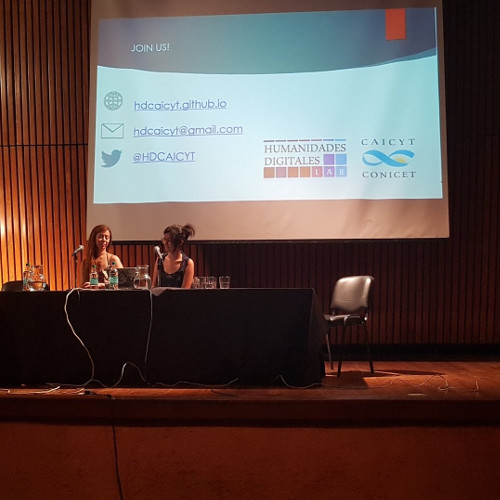 JOIN US!
hdcaicyt.github.io
hdcaicyt@gmail.com
@HDCAICYT
HUMANIDADES
DIGITALES
LAB
CAICYT
CONICET